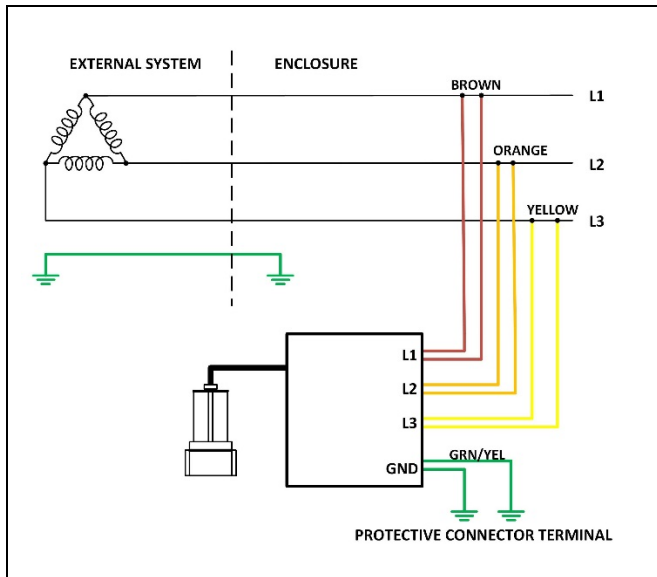 EXTERNAL SYSTEM
ENCLOSURE
BROWN
L1
ORANGE
L2
YELLOW
L3
L1
L2
L3
GRN/YEL
GND
PROTECTIVE CONNECTOR TERMINAL